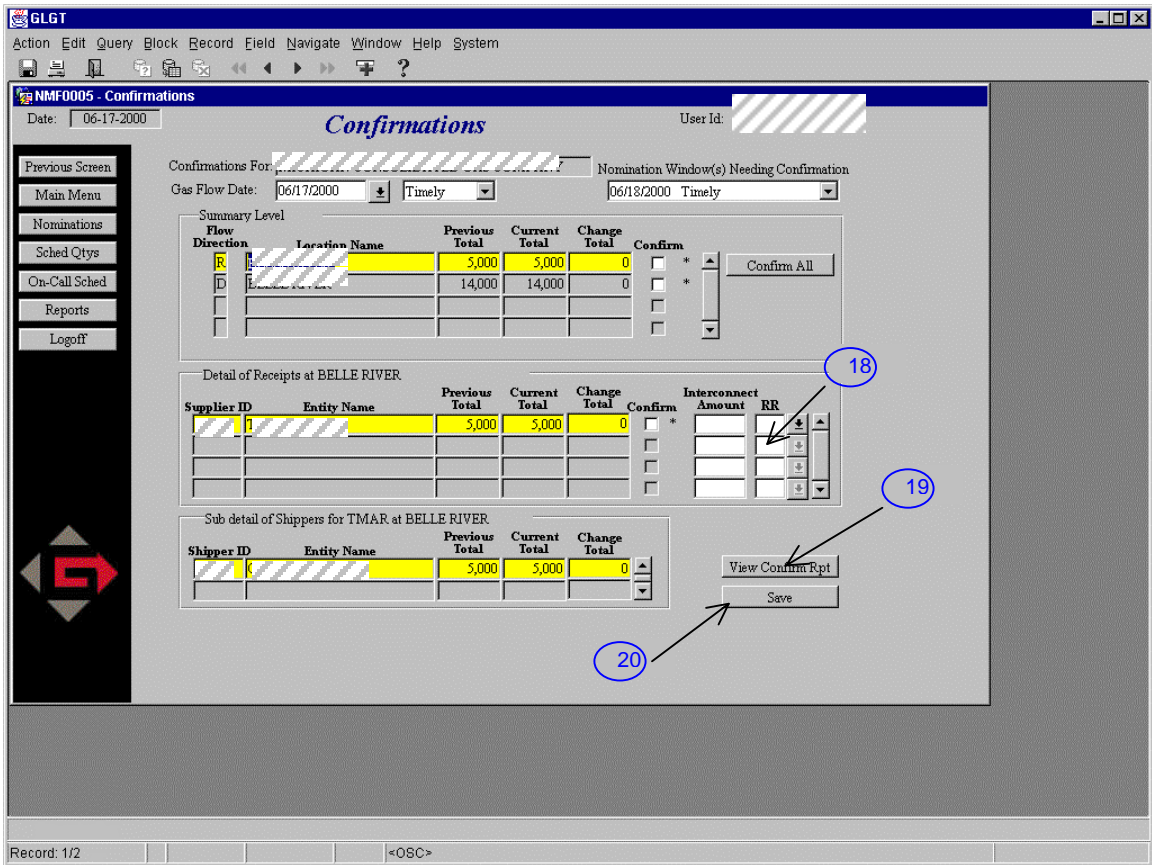 GLGT
Action Edit Query Block Record Field Navigate Window Help System
NMF0005 - Confirmations
Date: 06-17-2000
Confirmations
User Id:
Previous Screen
Main Menu
Nominations
Sched Qtys
On-Call Sched
Reports
Logoff
Confirmations For:
Nomination Window(s) Needing Confirmation
Gas Flow Date: 06/17/2000 Timely
06/18/2000 Timely
Summary Level
Flow Direction Location Name Previous Total Current Total Change Total Confirm
R 5,000 5,000 0 *
D BELLE RIVER 14,000 14,000 0 *
Confirm All
18
Detail of Receipts at BELLE RIVER
Supplier ID Entity Name Previous Total Current Total Change Total Confirm Interconnect Amount RR
T 5,000 5,000 0 *
19
Sub detail of Shippers for TMAR at BELLE RIVER
Shipper ID Entity Name Previous Total Current Total Change Total
5,000 5,000 0
View Confirm Rpt
Save
20
Record: 1/2 <OSC>